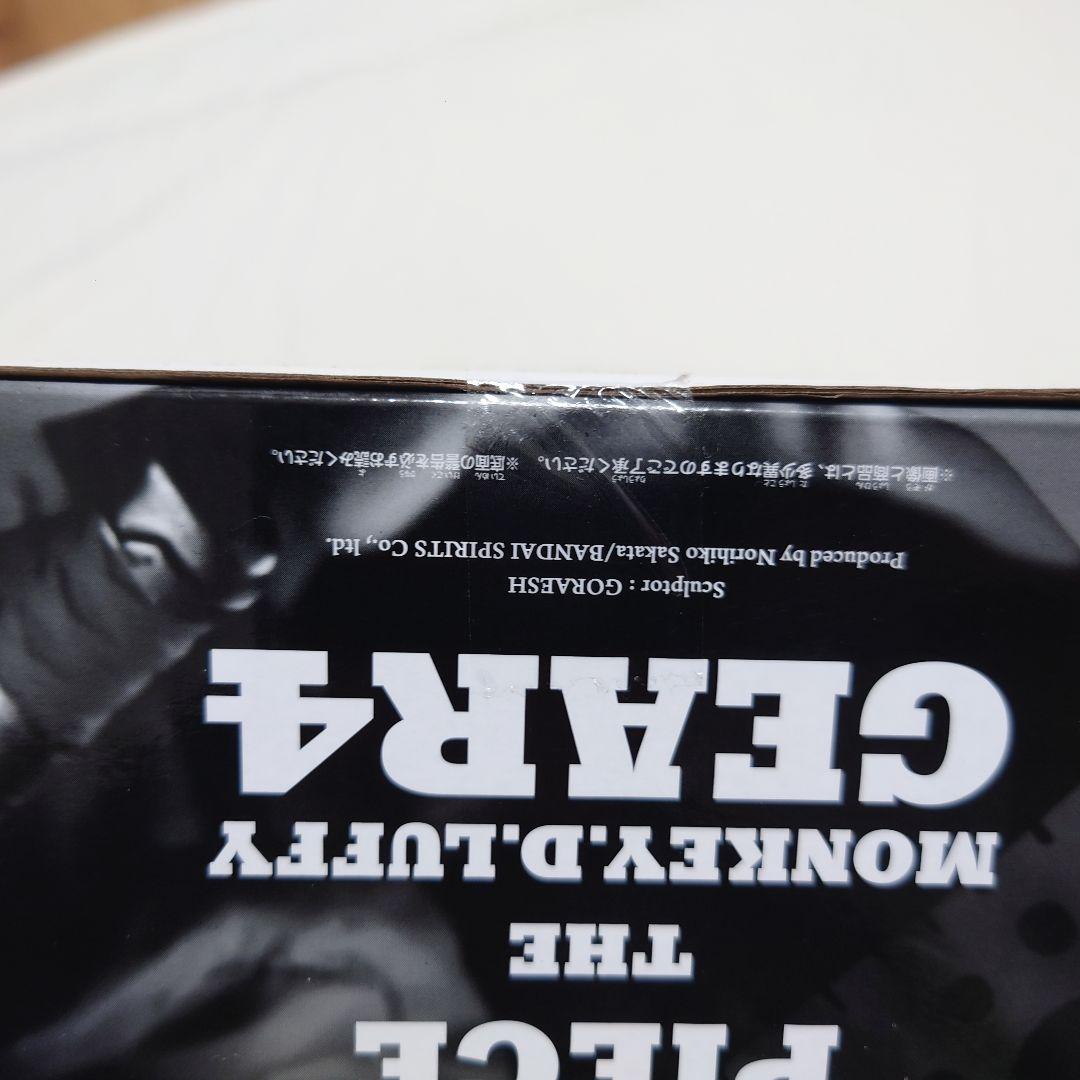 PIECE
THE
MONKEY.D.LUFFY
GEAR4
Sculptor : GORAESH
Produced by Norihiko Sakata/BANDAI SPIRITS Co., ltd.
※画像と商品とは、多少異なりますのでご了承ください。 ※底面の警告を必ずお読みください。